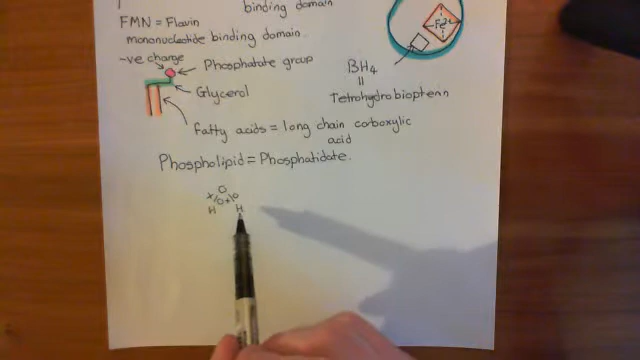 binding domain
FMN = Flavin
mononucleotide binding domain.
-ve charge
Phosphatate group
Glycerol
Fatty acids = long chain carboxylic
acid
Phospholipid = Phosphatidate.
Fe
BH4
=
Tetrahydrobiopterin
H
H